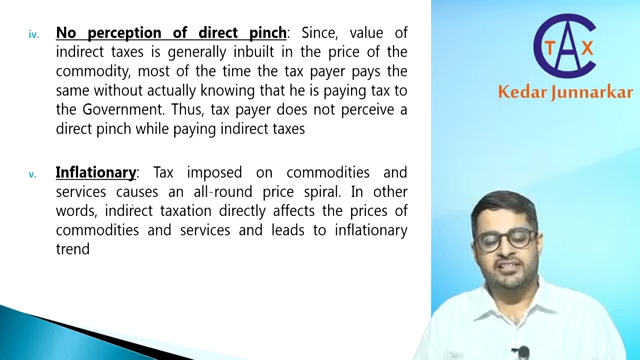 iv. No perception of direct pinch: Since, value of
indirect taxes is generally inbuilt in the price of the
commodity, most of the time the tax payer pays the
same without actually knowing that he is paying tax to
the Government. Thus, tax payer does not perceive a
direct pinch while paying indirect taxes
v. Inflationary: Tax imposed on commodities and
services causes an all-round price spiral. In other
words, indirect taxation directly affects the prices of
commodities and services and leads to inflationary
trend
CA
TAX
Kedar Junnarkar